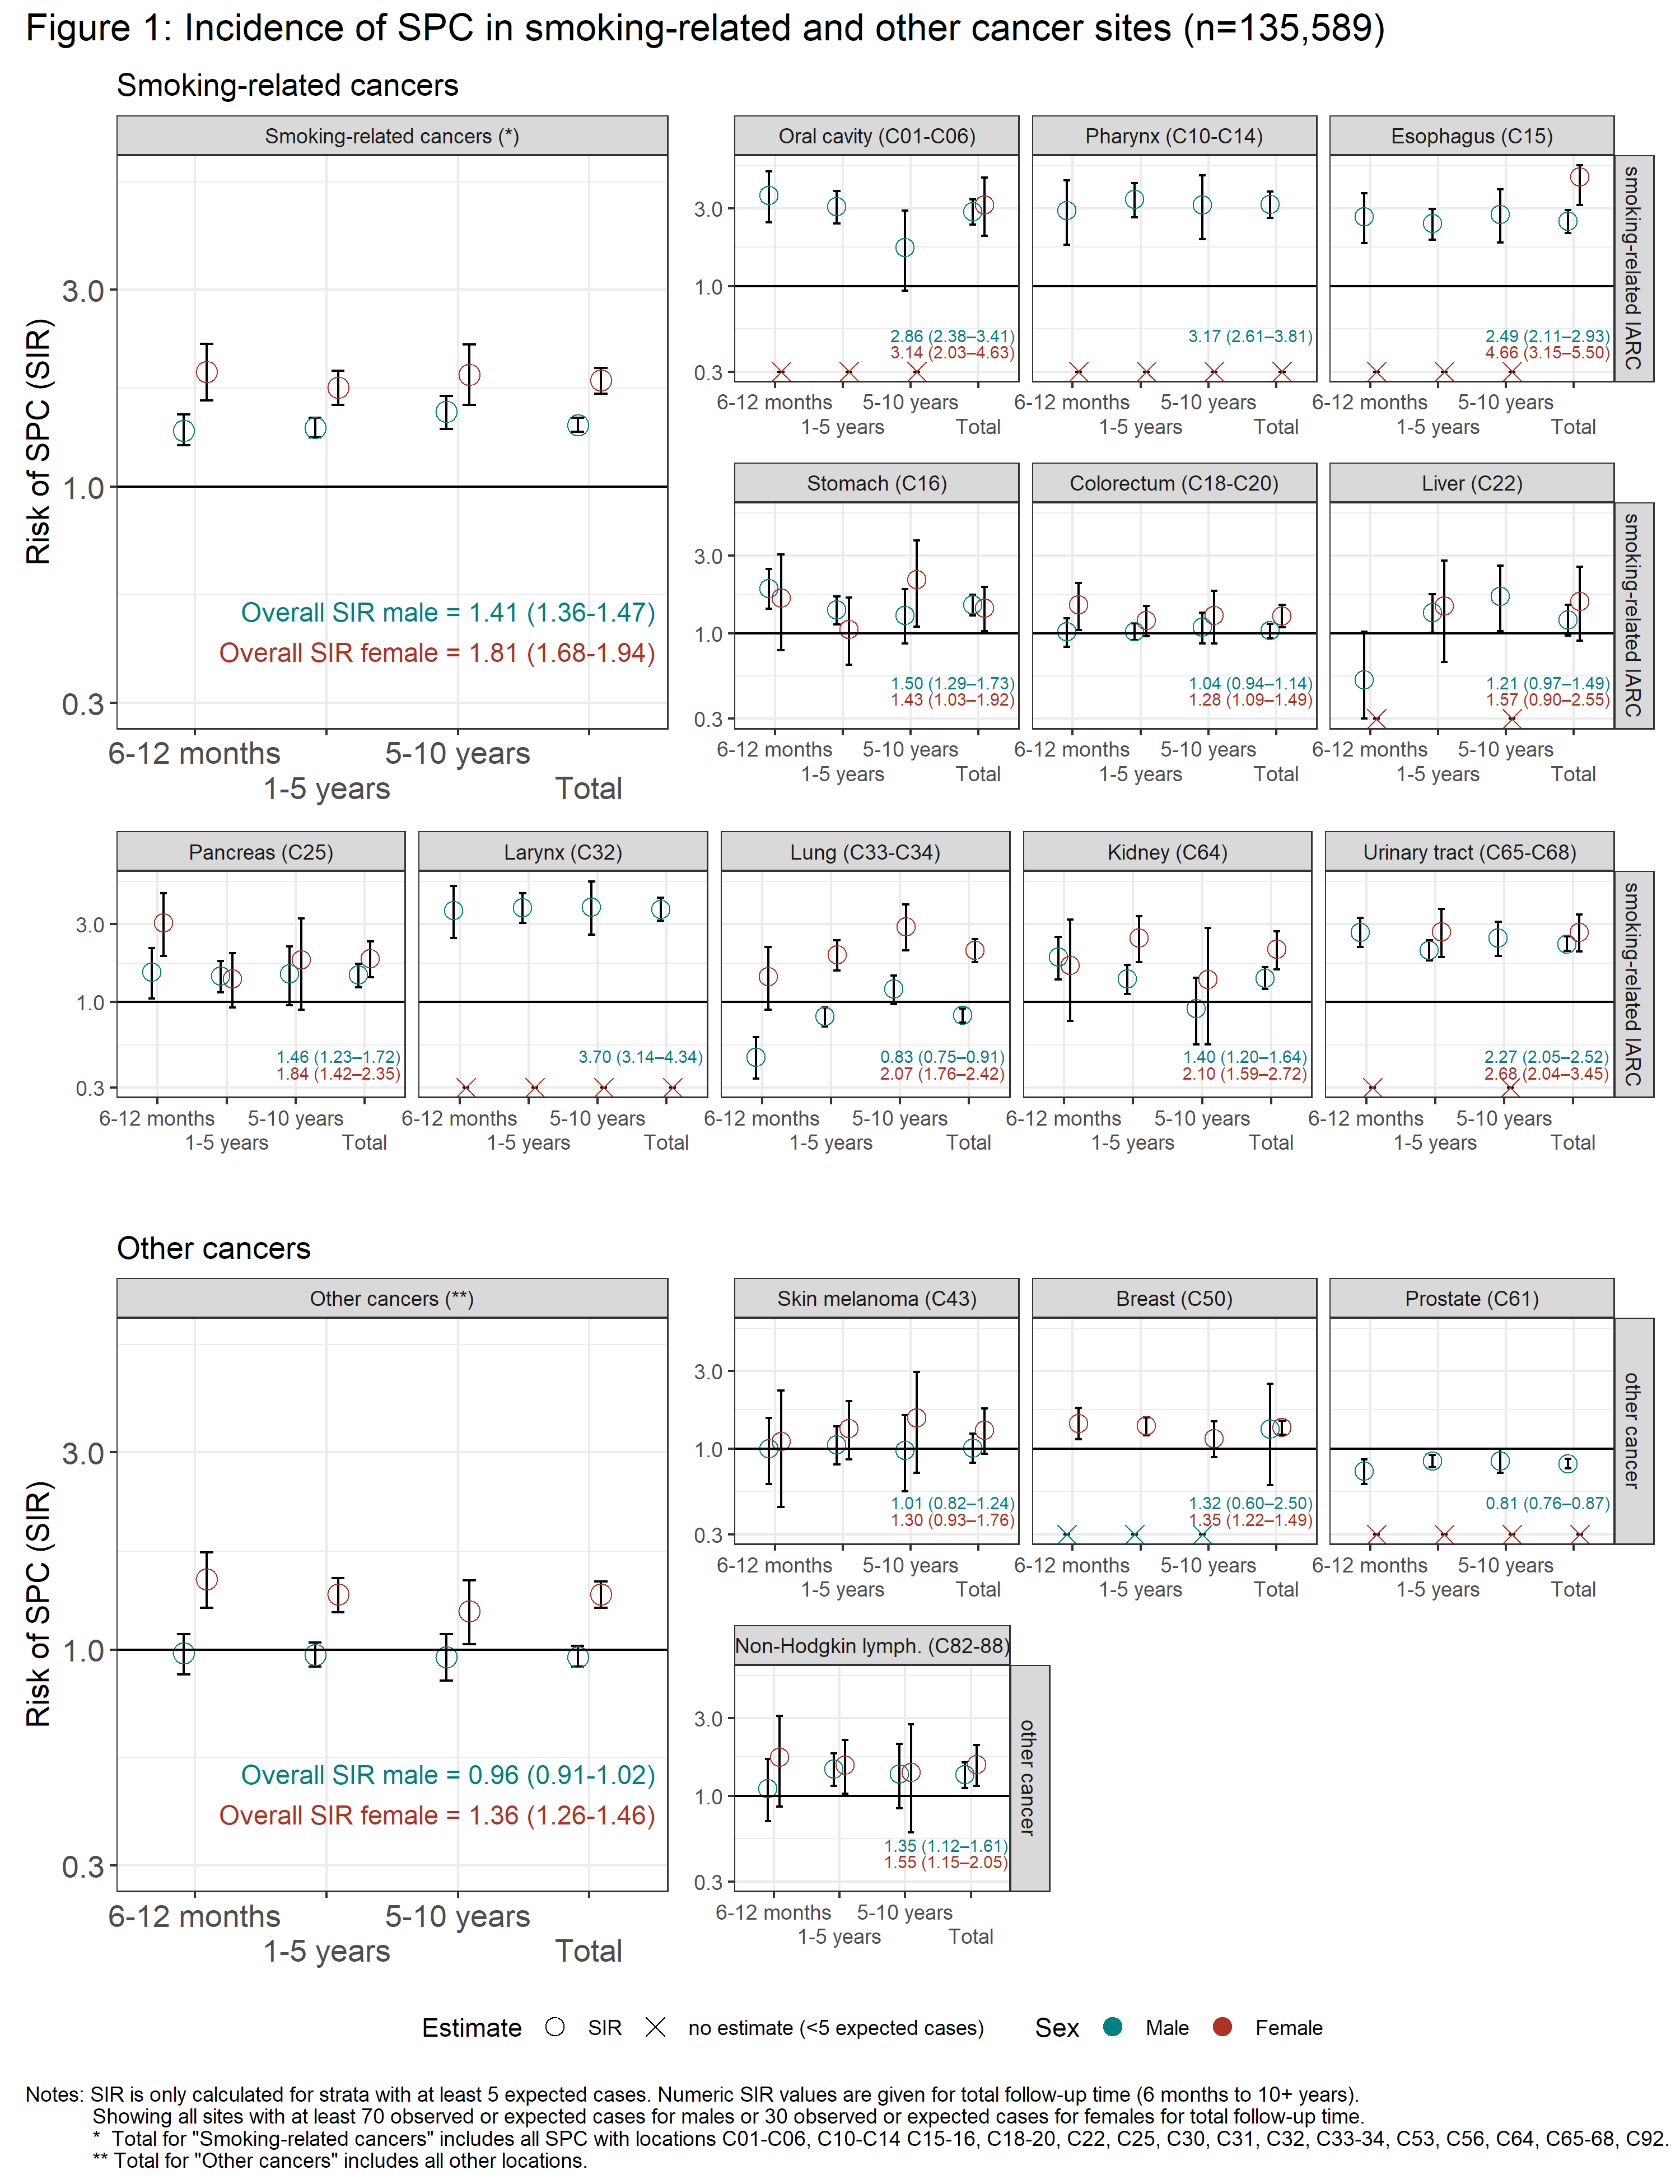 Figure 1: Incidence of SPC in smoking-related and other cancer sites (n=135,589)
Smoking-related cancers
Smoking-related cancers (*)
Risk of SPC (SIR)
3.0
1.0
0.3
Overall SIR male = 1.41 (1.36-1.47)
Overall SIR female = 1.81 (1.68-1.94)
6-12 months 5-10 years
1-5 years Total
Oral cavity (C01-C06) Pharynx (C10-C14) Esophagus (C15)
smoking-related IARC
3.0
1.0
0.3
2.86 (2.38–3.41) 3.17 (2.61–3.81) 2.49 (2.11–2.93)
3.14 (2.03–4.63) 4.66 (3.15–5.50)
6-12 months 5-10 years 6-12 months 5-10 years 6-12 months 5-10 years
1-5 years Total 1-5 years Total 1-5 years Total
Stomach (C16) Colorectum (C18-C20) Liver (C22)
smoking-related IARC
3.0
1.0
0.3
1.50 (1.29–1.73) 1.04 (0.94–1.14) 1.21 (0.97–1.49)
1.43 (1.03–1.92) 1.28 (1.09–1.49) 1.57 (0.90–2.55)
6-12 months 5-10 years 6-12 months 5-10 years 6-12 months 5-10 years
1-5 years Total 1-5 years Total 1-5 years Total
Pancreas (C25) Larynx (C32) Lung (C33-C34) Kidney (C64) Urinary tract (C65-C68)
smoking-related IARC
3.0
1.0
0.3
1.46 (1.23–1.72) 3.70 (3.14–4.34) 0.83 (0.75–0.91) 1.40 (1.20–1.64) 2.27 (2.05–2.52)
1.84 (1.42–2.35) 2.07 (1.76–2.42) 2.10 (1.59–2.72) 2.68 (2.04–3.45)
6-12 months 5-10 years 6-12 months 5-10 years 6-12 months 5-10 years 6-12 months 5-10 years 6-12 months 5-10 years
1-5 years Total 1-5 years Total 1-5 years Total 1-5 years Total 1-5 years Total
Other cancers
Other cancers (**)
Risk of SPC (SIR)
3.0
1.0
0.3
Overall SIR male = 0.96 (0.91-1.02)
Overall SIR female = 1.36 (1.26-1.46)
6-12 months 5-10 years
1-5 years Total
Skin melanoma (C43) Breast (C50) Prostate (C61)
other cancer
3.0
1.0
0.3
1.01 (0.82–1.24) 1.32 (0.60–2.50) 0.81 (0.76–0.87)
1.30 (0.93–1.76) 1.35 (1.22–1.49)
6-12 months 5-10 years 6-12 months 5-10 years 6-12 months 5-10 years
1-5 years Total 1-5 years Total 1-5 years Total
Non-Hodgkin lymph. (C82-88)
other cancer
3.0
1.0
0.3
1.35 (1.12–1.61)
1.55 (1.15–2.05)
6-12 months 5-10 years
1-5 years Total
Estimate SIR no estimate (<5 expected cases) Sex Male Female
Notes: SIR is only calculated for strata with at least 5 expected cases. Numeric SIR values are given for total follow-up time (6 months to 10+ years).
Showing all sites with at least 70 observed or expected cases for males or 30 observed or expected cases for females for total follow-up time.
* Total for "Smoking-related cancers" includes all SPC with locations C01-C06, C10-C14 C15-16, C18-20, C22, C25, C30, C31, C32, C33-34, C53, C56, C64, C65-68, C92.
** Total for "Other cancers" includes all other locations.